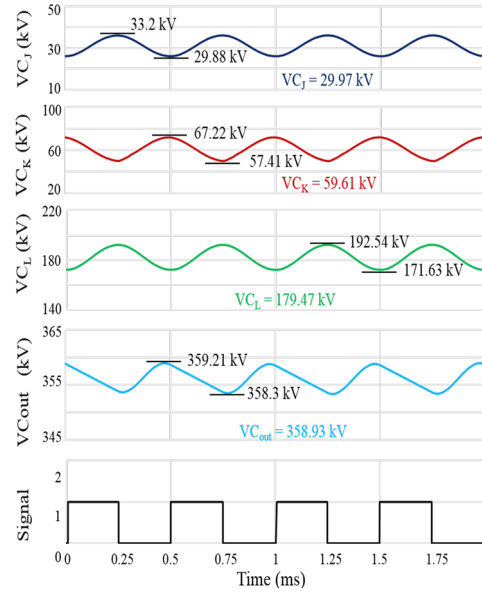 VC_J (kV)
50
30
10
33.2 kV
29.88 kV
VC_J = 29.97 kV
VC_K (kV)
100
60
20
67.22 kV
57.41 kV
VC_K = 59.61 kV
VC_L (kV)
220
180
140
192.54 kV
171.63 kV
VC_L = 179.47 kV
VCout (kV)
365
355
345
359.21 kV
358.3 kV
VC_out = 358.93 kV
Signal
2
1
0 0 0.25 0.5 0.75 1 1.25 1.5 1.75
Time (ms)